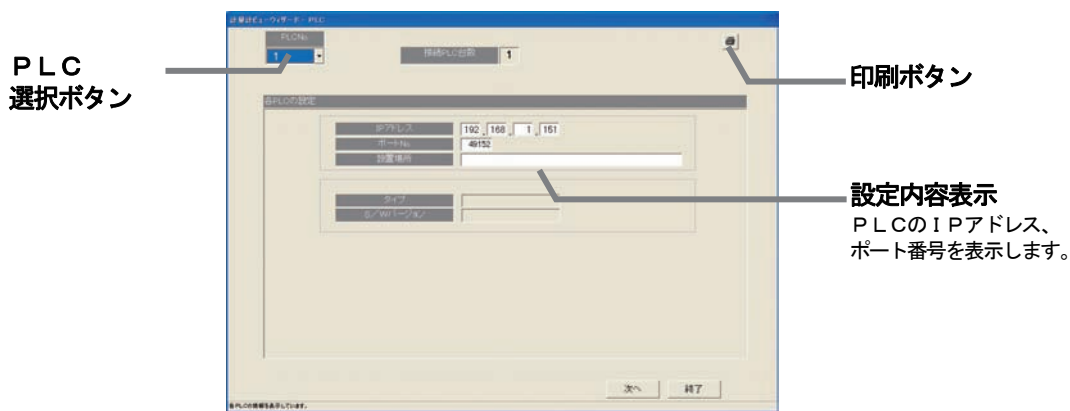 計量計ビューウィザード - PLC
PLCNo
1
接続PLC台数 1
PLC
選択ボタン
印刷ボタン
各PLCの設定
IPアドレス 192 . 168 . 1 . 151
ポートNo. 49152
設置場所
タイプ
S/Wバージョン
設定内容表示
PLCのIPアドレス、
ポート番号を表示します。
次へ 終了
各PLCの情報を表示しています。